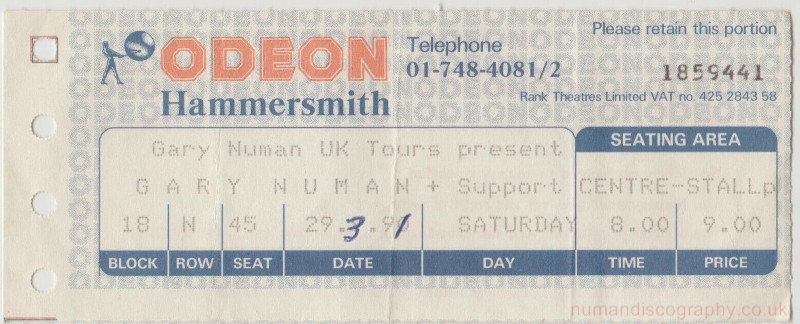 Please retain this portion
ODEON
Hammersmith
Telephone
01-748-4081/2
1859441
Rank Theatres Limited VAT no. 425 2843 58
Gary Numan UK Tours present
GARY NUMAN + Support
SEATING AREA
CENTRE-STALLp
18 N 45 29.3.91 SATURDAY 8.00 9.00
BLOCK ROW SEAT DATE DAY TIME PRICE
numandiscography.co.uk